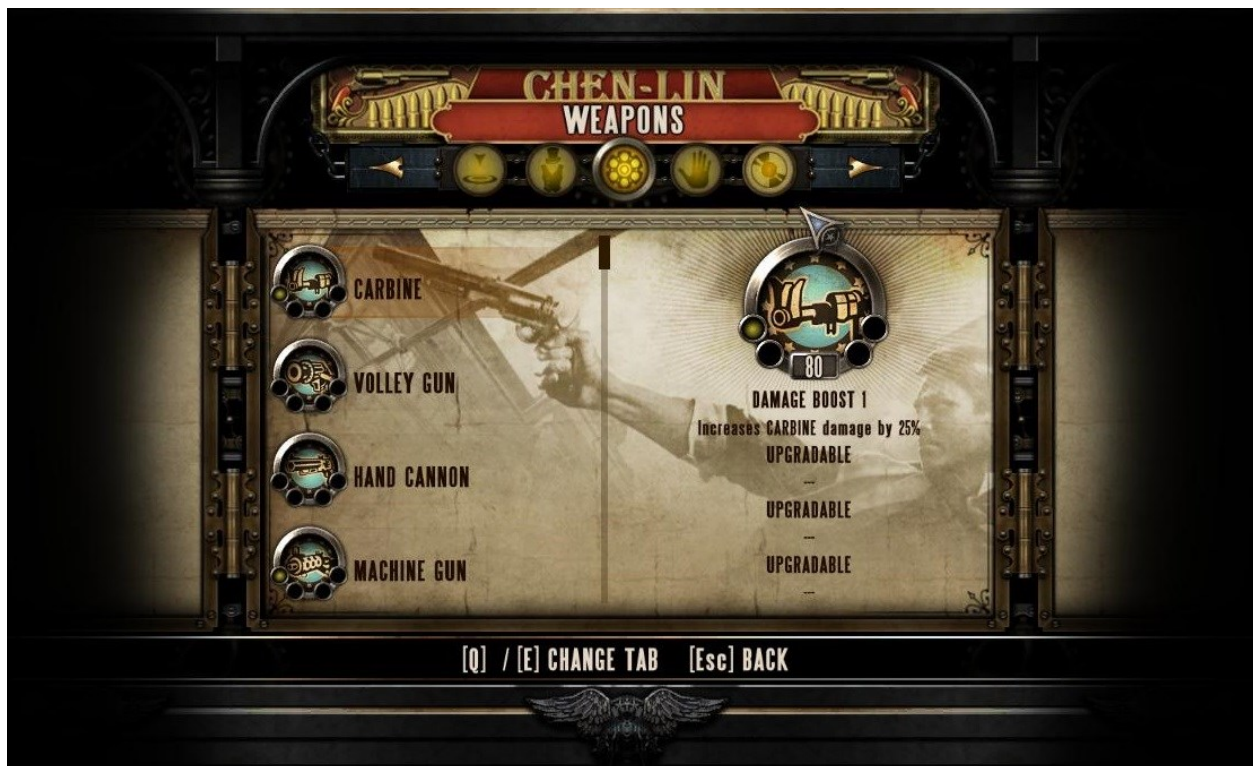 CHEN-LIN
WEAPONS
CARBINE
VOLLEY GUN
HAND CANNON
MACHINE GUN
80
DAMAGE BOOST 1
Increases CARBINE damage by 25%
UPGRADABLE
---
UPGRADABLE
---
UPGRADABLE
---
[Q] / [E] CHANGE TAB [Esc] BACK